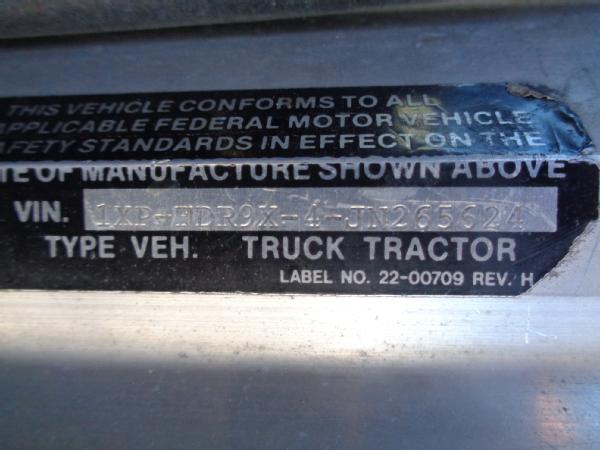 THIS VEHICLE CONFORMS TO ALL
APPLICABLE FEDERAL MOTOR VEHICLE
SAFETY STANDARDS IN EFFECT ON THE
TE OF MANUFACTURE SHOWN ABOVE
VIN. 1XP-FDR9X-4-JN265624
TYPE VEH. TRUCK TRACTOR
LABEL NO. 22-00709 REV. H